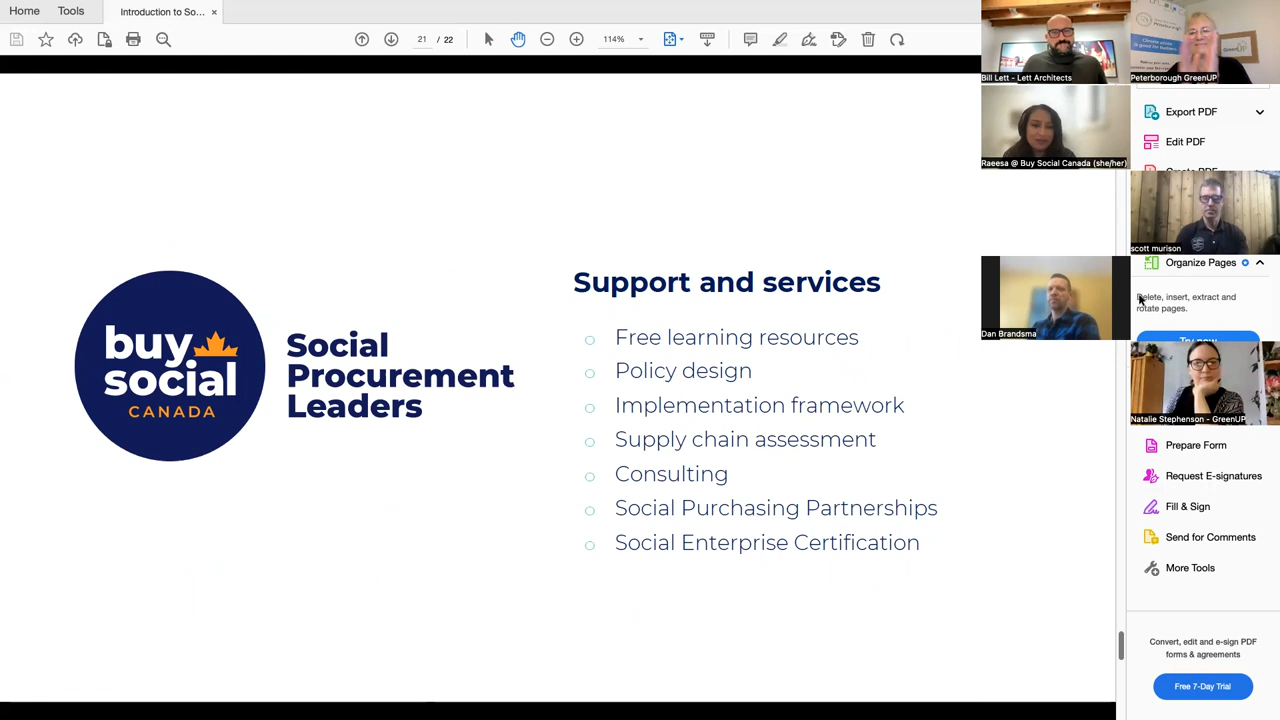 Home
Tools
Introduction to So...
×
21 / 22
114%
Bill Lett - Lett Architects
Peterborough GreenUP
Raeesa @ Buy Social Canada (she/her)
scott murison
Dan Brandsma
Natalie Stephenson - GreenUP
Export PDF
Edit PDF
Organize Pages
Delete, insert, extract and
rotate pages.
Prepare Form
Request E-signatures
Fill & Sign
Send for Comments
More Tools
Convert, edit and e-sign PDF
forms & agreements
Free 7-Day Trial
buy
social
CANADA
Social
Procurement
Leaders
Support and services
Free learning resources
Policy design
Implementation framework
Supply chain assessment
Consulting
Social Purchasing Partnerships
Social Enterprise Certification